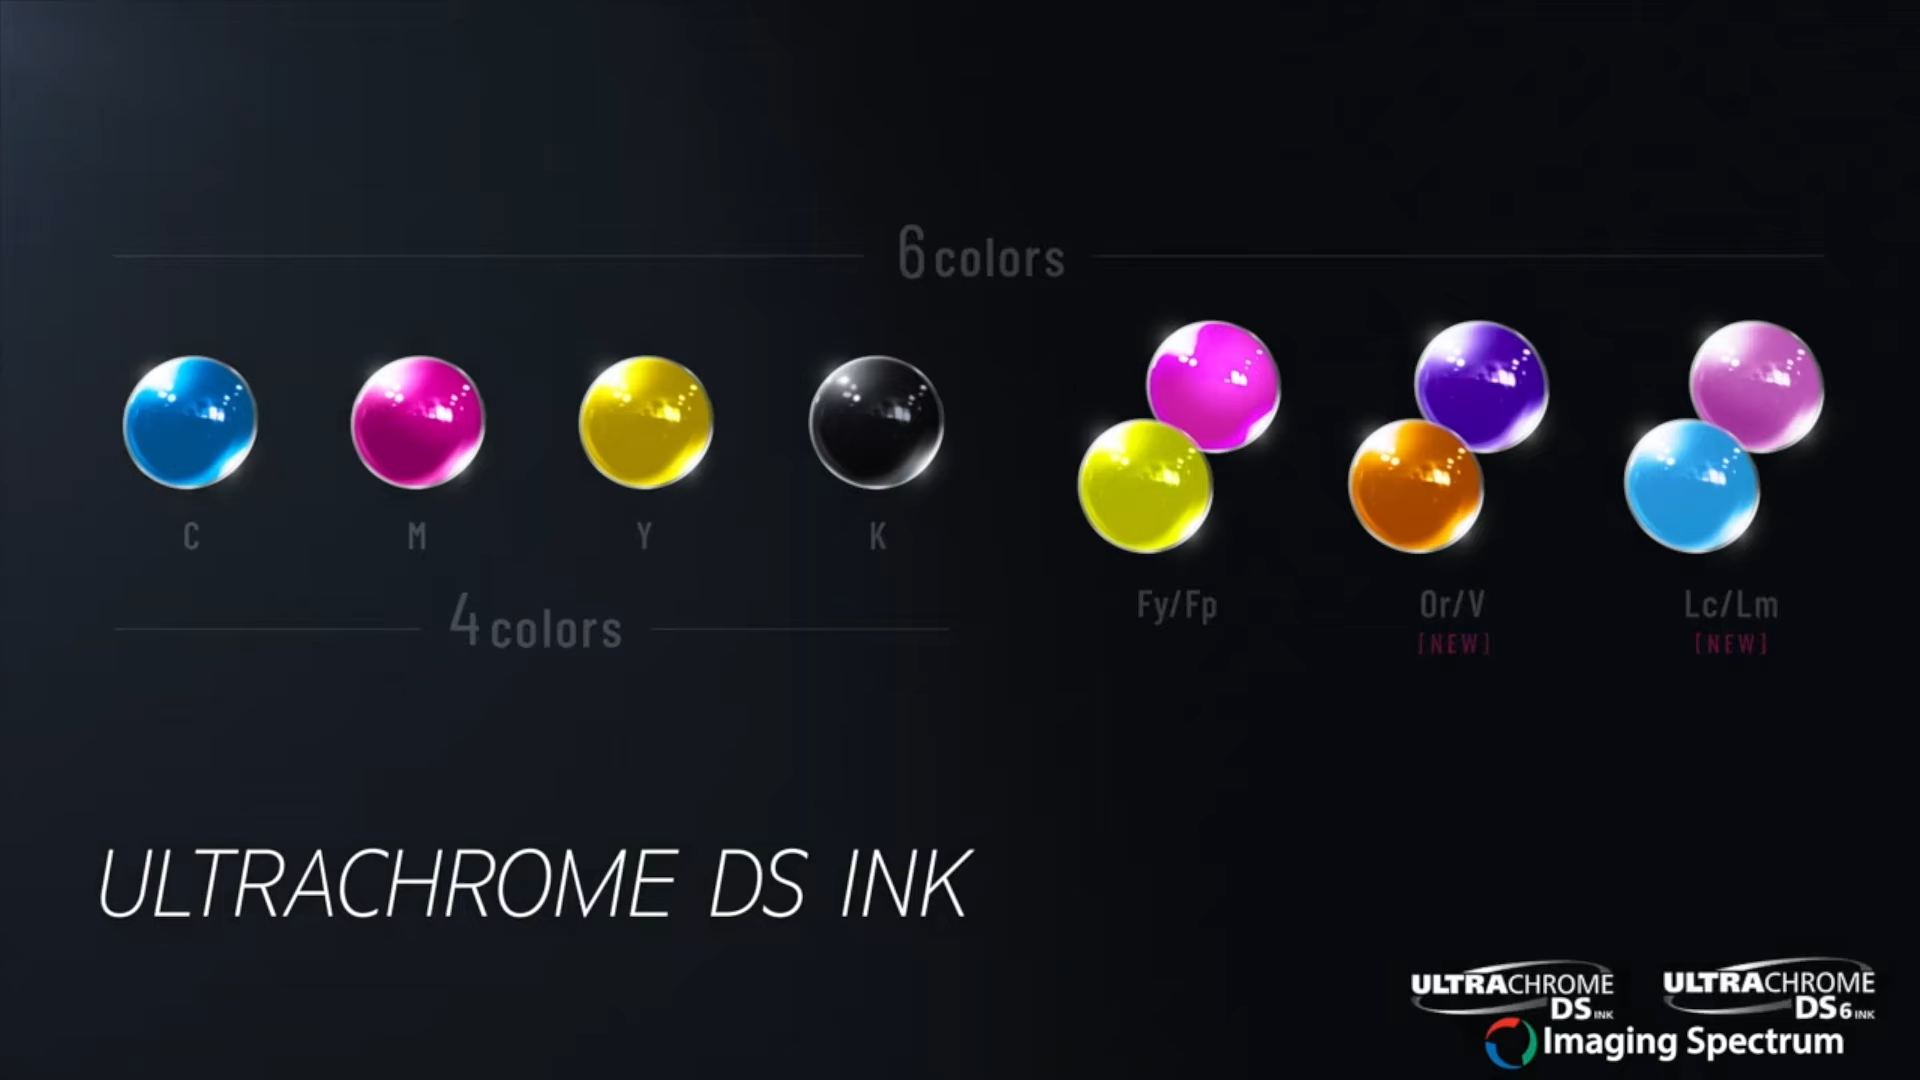 6 colors
C
M
Y
K
Fy/Fp
Or/V
Lc/Lm
[NEW]
[NEW]
4 colors
ULTRACHROME DS INK
ULTRACHROME
DS INK
ULTRACHROME
DS6 INK
Imaging Spectrum